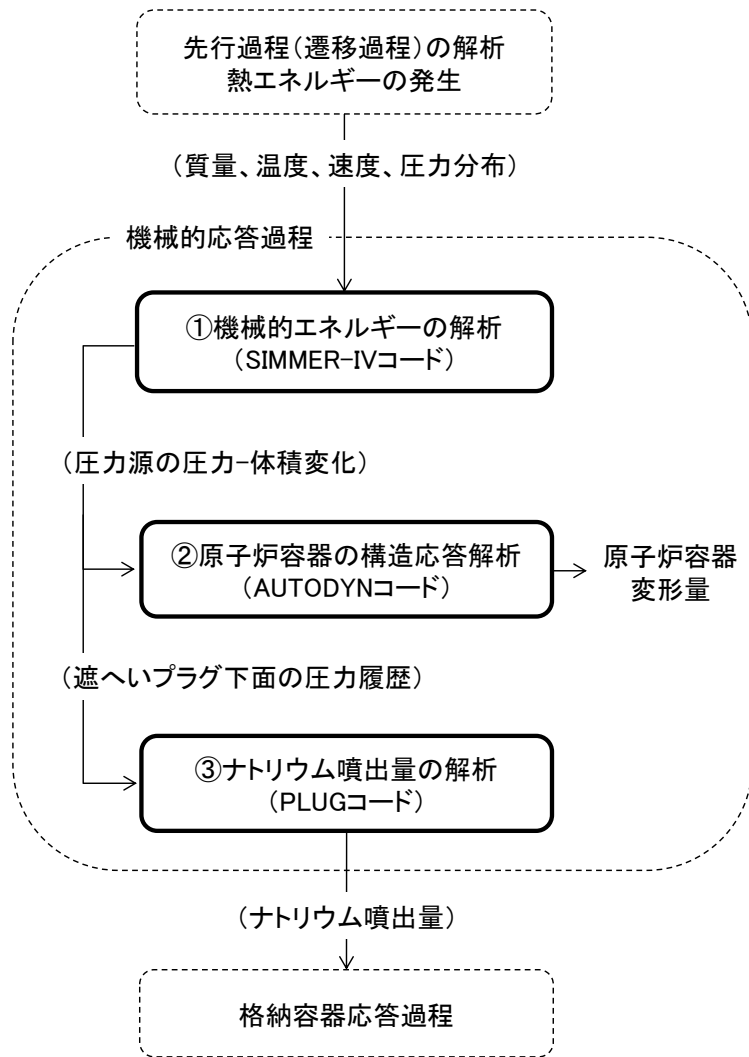 先行過程(遷移過程)の解析
熱エネルギーの発生
(質量、温度、速度、圧力分布)
機械的応答過程
①機械的エネルギーの解析
(SIMMER-IVコード)
(圧力源の圧力-体積変化)
②原子炉容器の構造応答解析
(AUTODYNコード)
原子炉容器
変形量
(遮へいプラグ下面の圧力履歴)
③ナトリウム噴出量の解析
(PLUGコード)
(ナトリウム噴出量)
格納容器応答過程